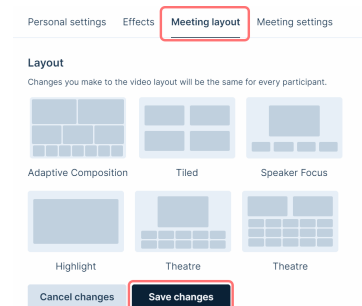 Personal settings Effects Meeting layout Meeting settings
Layout
Changes you make to the video layout will be the same for every participant.
Adaptive Composition Tiled Speaker Focus
Highlight Theatre Theatre
Cancel changes Save changes